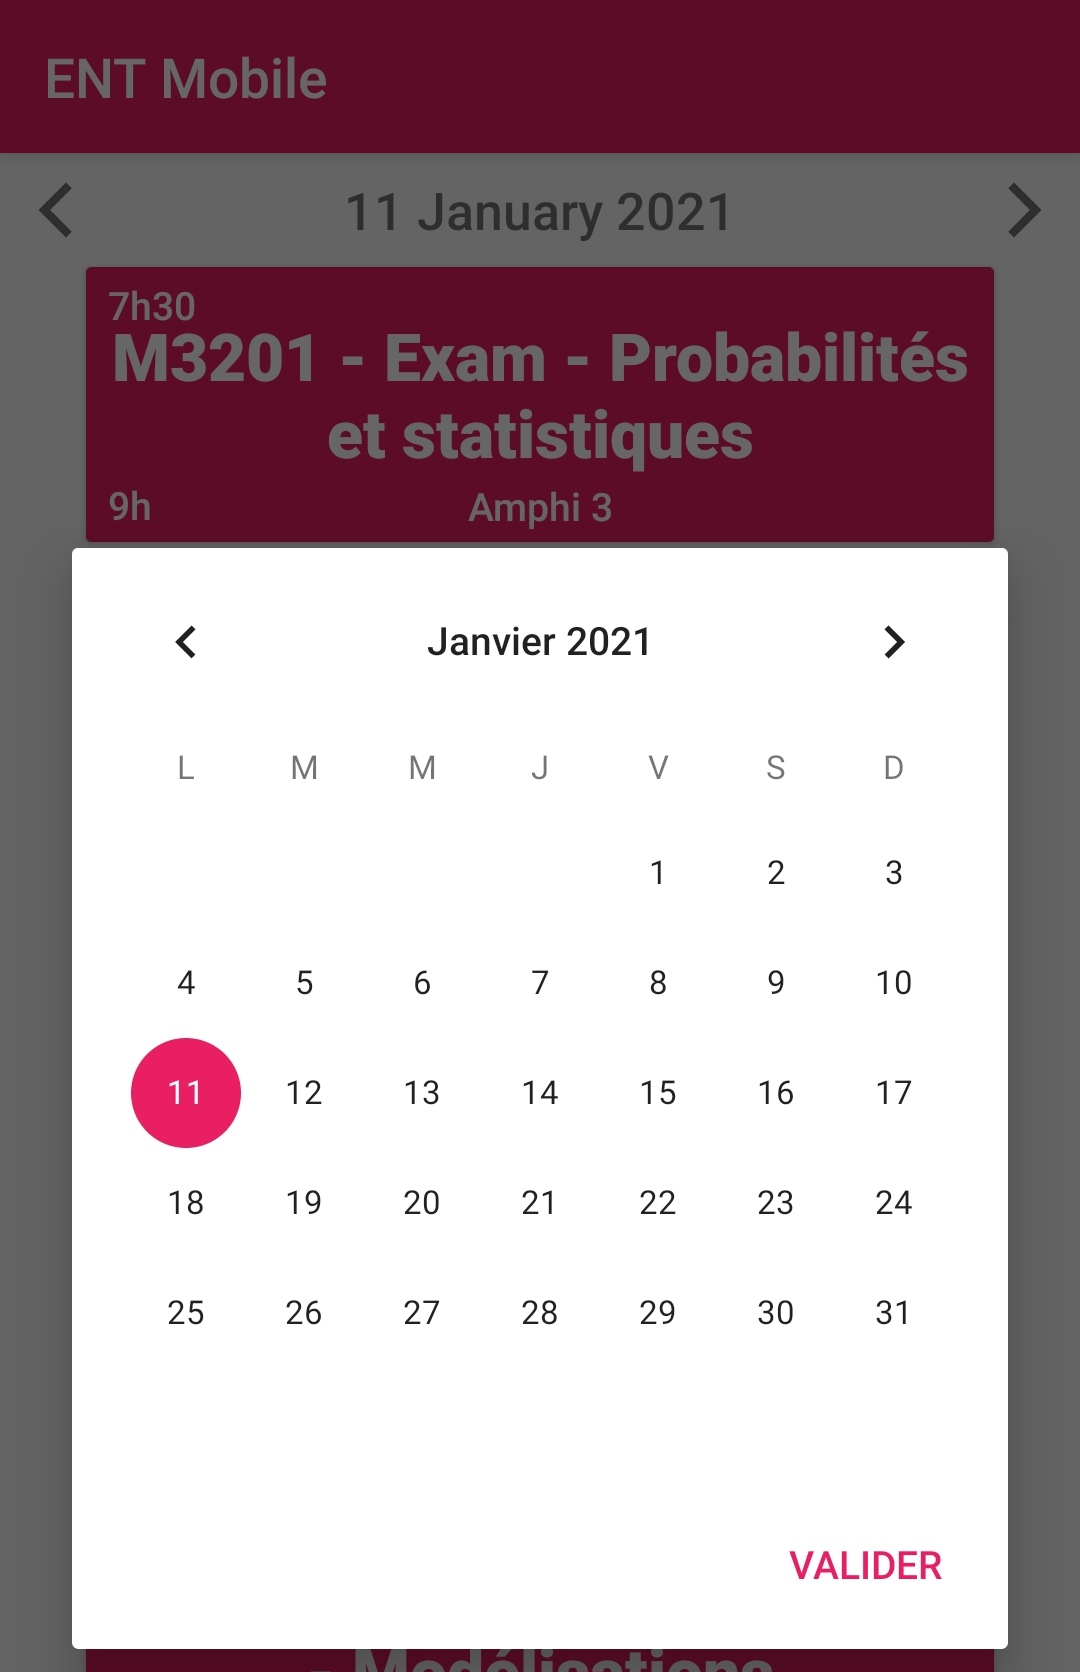 ENT Mobile
11 January 2021
7h30
M3201 - Exam - Probabilités
et statistiques
9h Amphi 3
Janvier 2021
L M M J V S D
1 2 3
4 5 6 7 8 9 10
11 12 13 14 15 16 17
18 19 20 21 22 23 24
25 26 27 28 29 30 31
VALIDER
- Modélisations